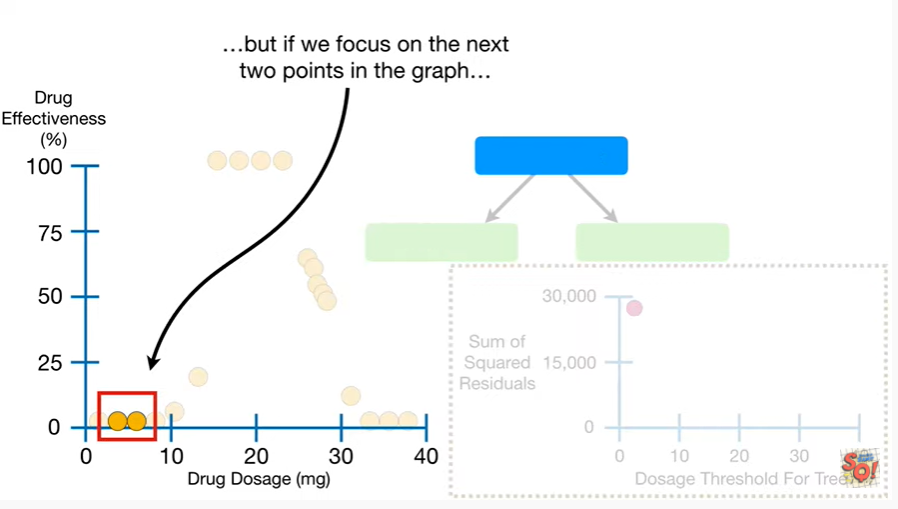 …but if we focus on the next
two points in the graph…
Drug
Effectiveness
(%)
100
75
50
25
0
0 10 20 30 40
Drug Dosage (mg)
Sum of
Squared
Residuals
30,000
15,000
0
0 10 20 30
Dosage Threshold For Tree
SQ!